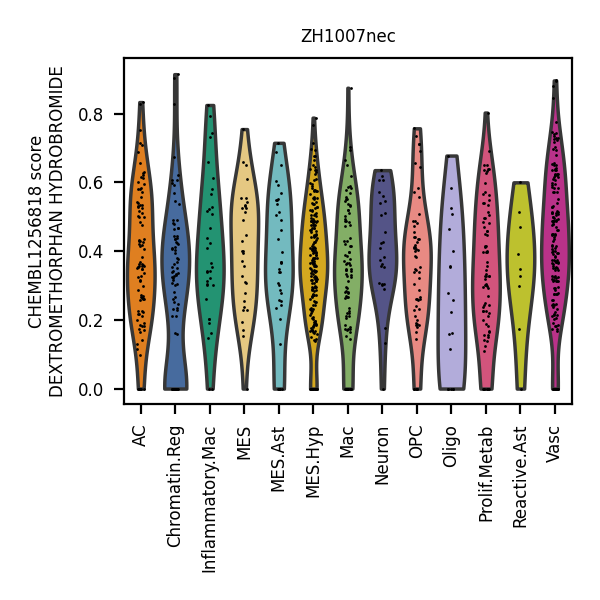 ZH1007nec
CHEMBL1256818 score
DEXTROMETHORPHAN HYDROBROMIDE
0.8
0.6
0.4
0.2
0.0
AC
Chromatin.Reg
Inflammatory.Mac
MES
MES.Ast
MES.Hyp
Mac
Neuron
OPC
Oligo
Prolif.Metab
Reactive.Ast
Vasc